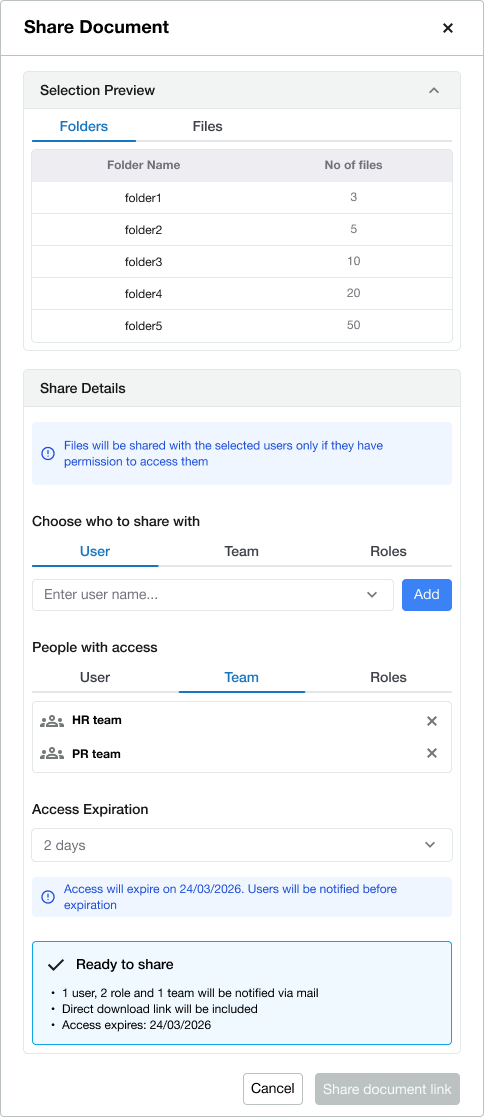 Share Document
Selection Preview
Folders Files
Folder Name No of files
folder1 3
folder2 5
folder3 10
folder4 20
folder5 50
Share Details
Files will be shared with the selected users only if they have
permission to access them
Choose who to share with
User Team Roles
Enter user name... Add
People with access
User Team Roles
HR team
PR team
Access Expiration
2 days
Access will expire on 24/03/2026. Users will be notified before
expiration
Ready to share
• 1 user, 2 role and 1 team will be notified via mail
• Direct download link will be included
• Access expires: 24/03/2026
Cancel Share document link